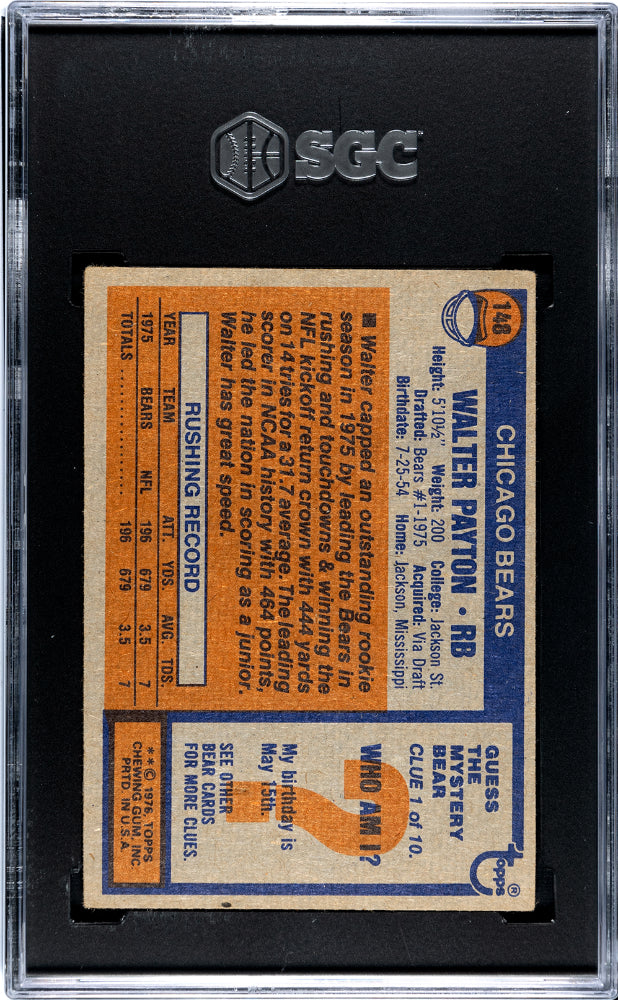 SGC
148
CHICAGO BEARS
WALTER PAYTON • RB
Height: 5'10½" Weight: 200 College: Jackson St.
Drafted: Bears #1-1975 Acquired: Via Draft
Birthdate: 7-25-54 Home: Jackson, Mississippi
■ Walter capped an outstanding rookie
season in 1975 by leading the Bears in
rushing and touchdowns & winning the
NFL kickoff return crown with 444 yards
on 14 tries for a 31.7 average. The leading
scorer in NCAA history with 464 points,
he led the nation in scoring as a junior.
Walter has great speed.
RUSHING RECORD
YEAR TEAM ATT. YDS. AVG. TDS.
1975 BEARS NFL 196 679 3.5 7
TOTALS .............. 196 679 3.5 7
topps®
GUESS
THE
MYSTERY
BEAR
CLUE 1 of 10.
?
WHO AM I?
My birthday is
May 15th.
SEE OTHER
BEAR CARDS
FOR MORE CLUES.
**© 1976, TOPPS
CHEWING GUM, INC.
PRTD. IN U.S.A.